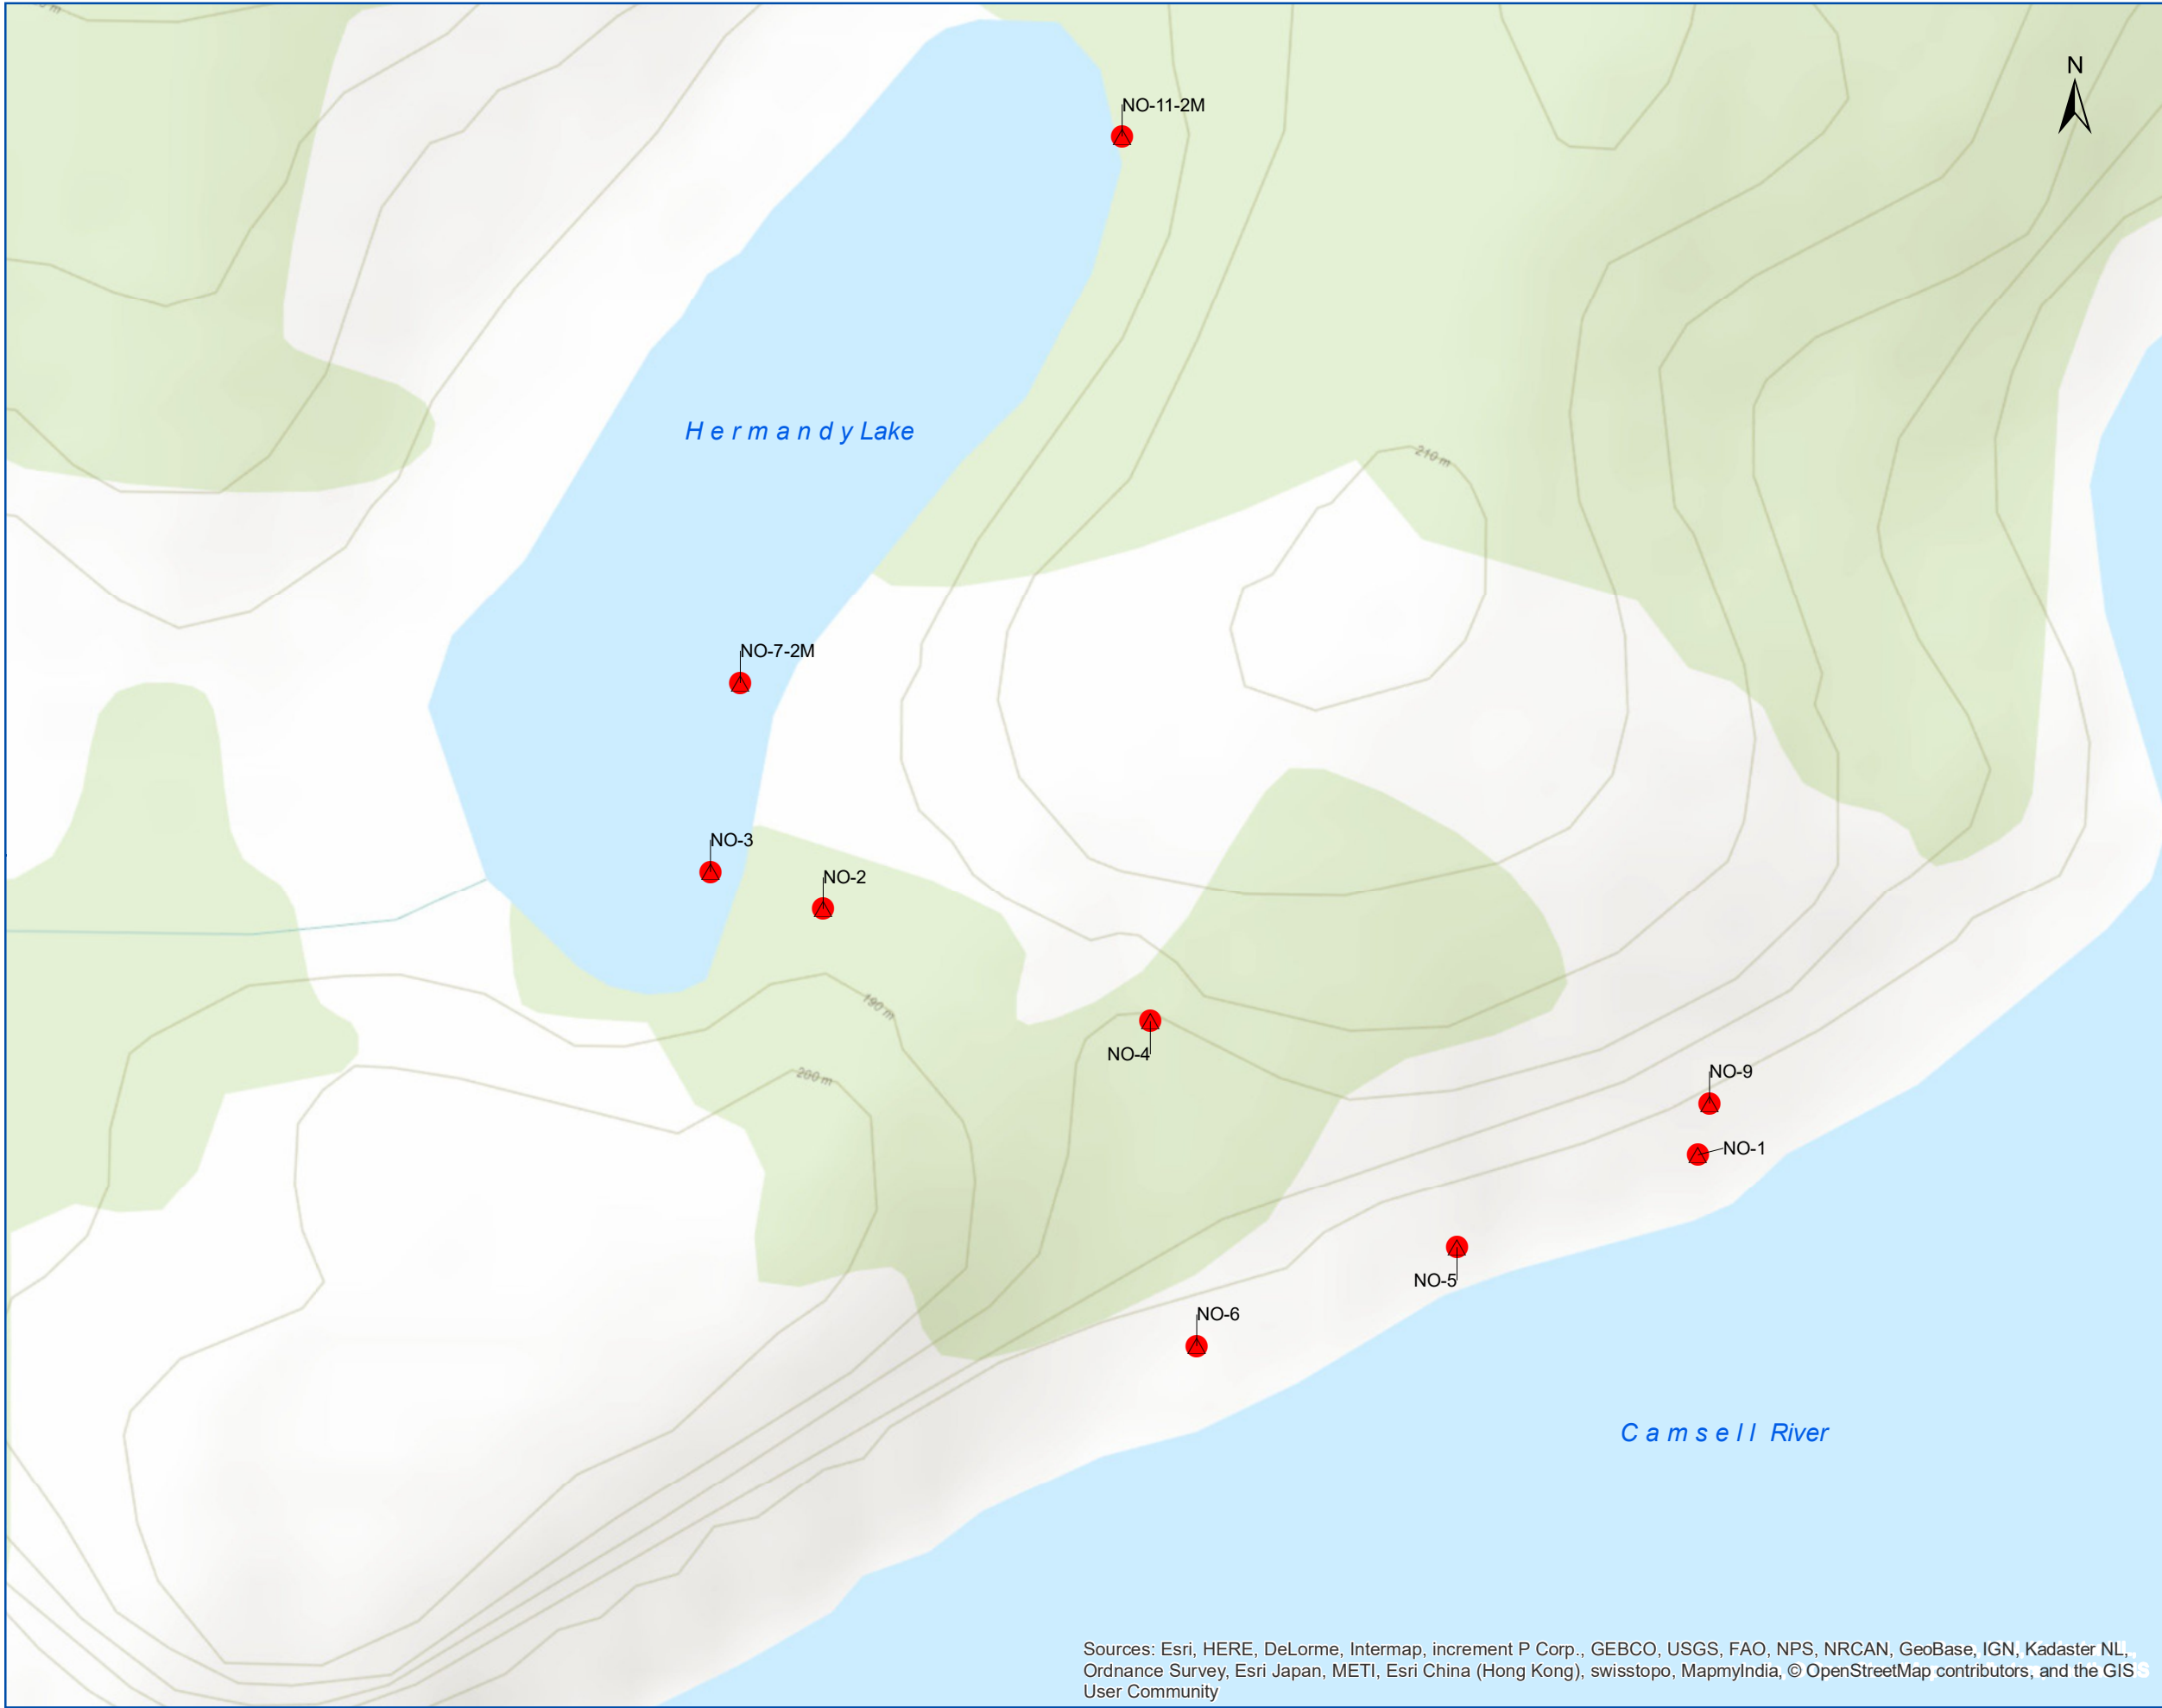 N
NO-11-2M
H e r m a n d y Lake
210 m
NO-7-2M
NO-3
NO-2
190 m
NO-4
200 m
NO-9
NO-1
NO-5
NO-6
C a m s e l l River
Sources: Esri, HERE, DeLorme, Intermap, increment P Corp., GEBCO, USGS, FAO, NPS, NRCAN, GeoBase, IGN, Kadaster NL,
Ordnance Survey, Esri Japan, METI, Esri China (Hong Kong), swisstopo, MapmyIndia, © OpenStreetMap contributors, and the GIS
User Community